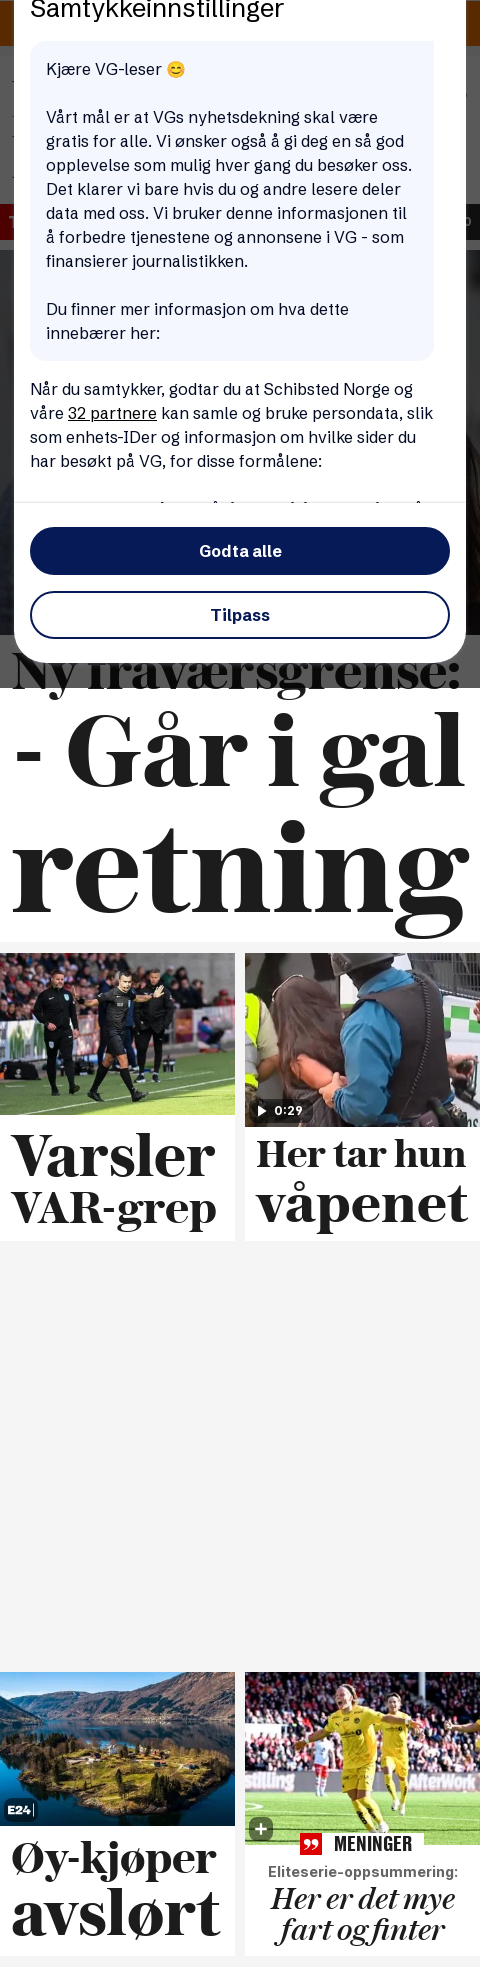 Samtykkeinnstillinger
Kjære VG-leser 😊
Vårt mål er at VGs nyhetsdekning skal være
gratis for alle. Vi ønsker også å gi deg en så god
opplevelse som mulig hver gang du besøker oss.
Det klarer vi bare hvis du og andre lesere deler
data med oss. Vi bruker denne informasjonen til
å forbedre tjenestene og annonsene i VG - som
finansierer journalistikken.
Du finner mer informasjon om hva dette
innebærer her:
Når du samtykker, godtar du at Schibsted Norge og
våre 32 partnere kan samle og bruke persondata, slik
som enhets-IDer og informasjon om hvilke sider du
har besøkt på VG, for disse formålene:
Godta alle
Tilpass
Ny fraværsgrense:
- Går i gal
retning
0:29
Varsler
VAR-grep
Her tar hun
våpenet
E24
AfterWork
Øy-kjøper
avslørt
MENINGER
Eliteserie-oppsummering:
Her er det mye
fart og finter